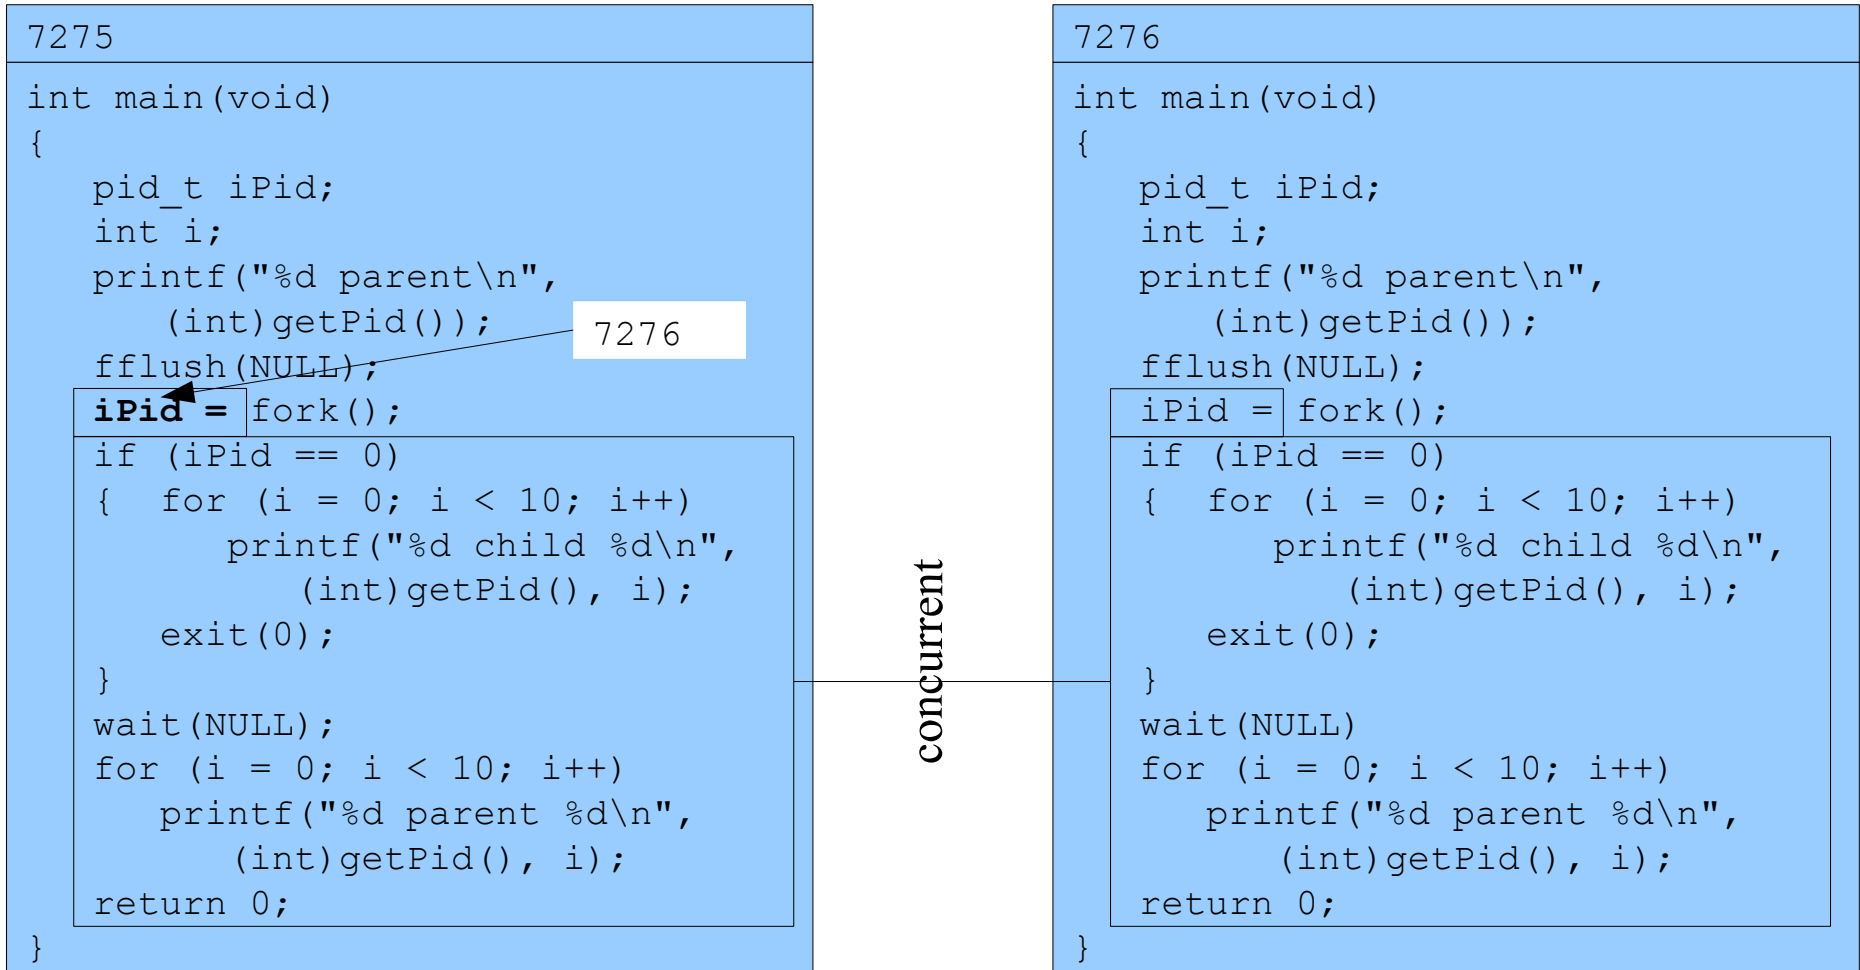 7275
int main(void)
{
pid_t iPid;
int i;
printf("%d parent\n",
(int)getPid());
7276
fflush(NULL);
iPid = fork();
if (iPid == 0)
{ for (i = 0; i < 10; i++)
printf("%d child %d\n",
(int)getPid(), i);
exit(0);
}
wait(NULL);
for (i = 0; i < 10; i++)
printf("%d parent %d\n",
(int)getPid(), i);
return 0;
}
concurrent
7276
int main(void)
{
pid_t iPid;
int i;
printf("%d parent\n",
(int)getPid());
fflush(NULL);
iPid = fork();
if (iPid == 0)
{ for (i = 0; i < 10; i++)
printf("%d child %d\n",
(int)getPid(), i);
exit(0);
}
wait(NULL)
for (i = 0; i < 10; i++)
printf("%d parent %d\n",
(int)getPid(), i);
return 0;
}